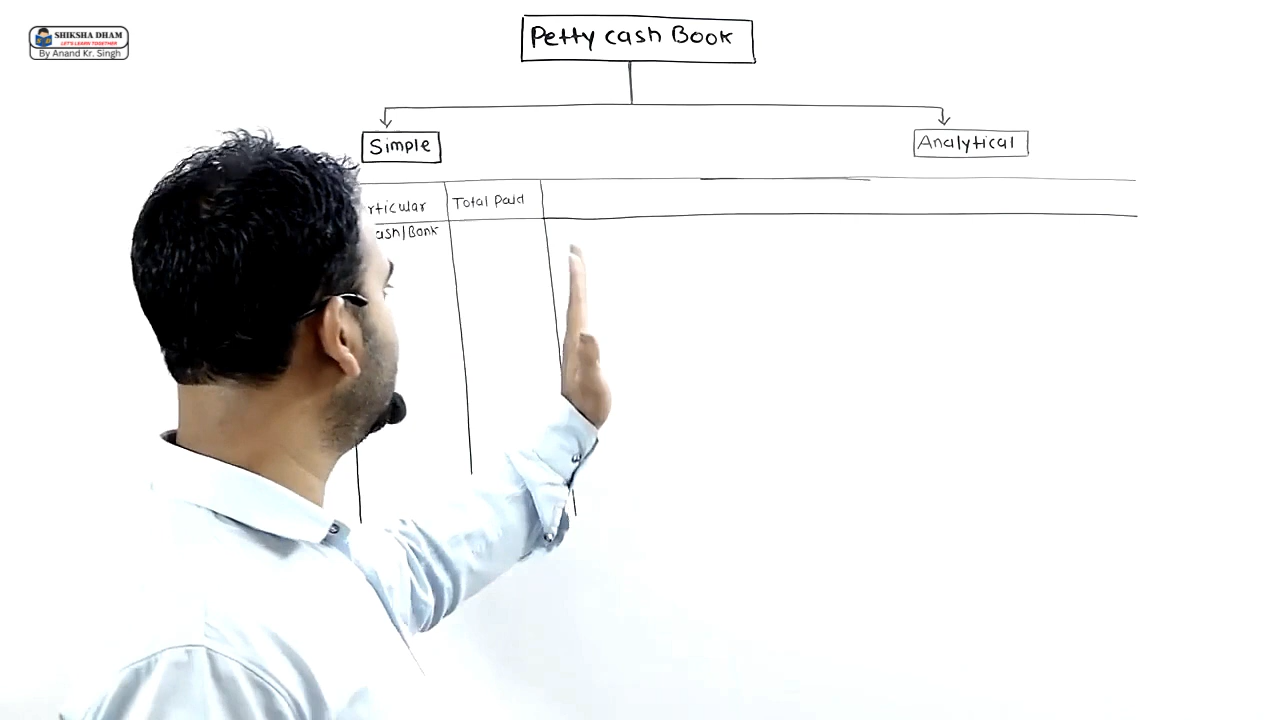 SHIKSHA DHAM
LET'S LEARN TOGETHER
By Anand Kr. Singh
Petty cash Book
Simple
Analytical
rticular
Total Paid
ash/Bank